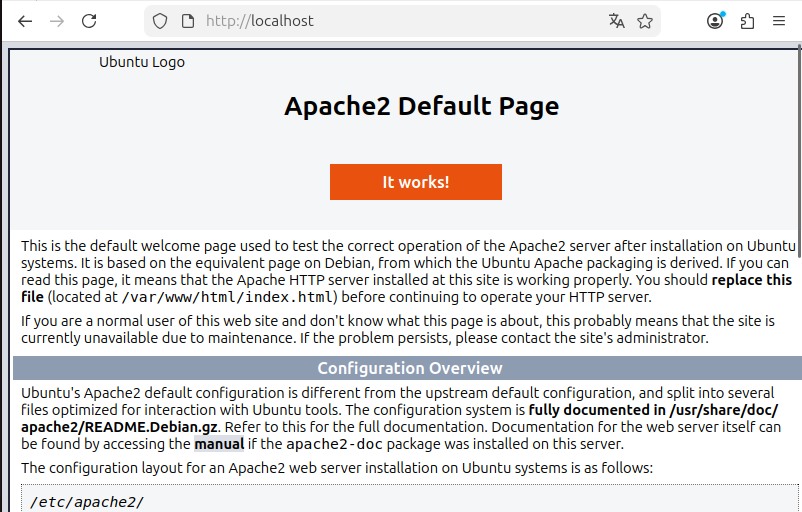 http://localhost
Ubuntu Logo
Apache2 Default Page
It works!
This is the default welcome page used to test the correct operation of the Apache2 server after installation on Ubuntu
systems. It is based on the equivalent page on Debian, from which the Ubuntu Apache packaging is derived. If you can
read this page, it means that the Apache HTTP server installed at this site is working properly. You should replace this
file (located at /var/www/html/index.html) before continuing to operate your HTTP server.
If you are a normal user of this web site and don't know what this page is about, this probably means that the site is
currently unavailable due to maintenance. If the problem persists, please contact the site's administrator.
Configuration Overview
Ubuntu's Apache2 default configuration is different from the upstream default configuration, and split into several
files optimized for interaction with Ubuntu tools. The configuration system is fully documented in /usr/share/doc/
apache2/README.Debian.gz. Refer to this for the full documentation. Documentation for the web server itself can
be found by accessing the manual if the apache2-doc package was installed on this server.
The configuration layout for an Apache2 web server installation on Ubuntu systems is as follows:
/etc/apache2/